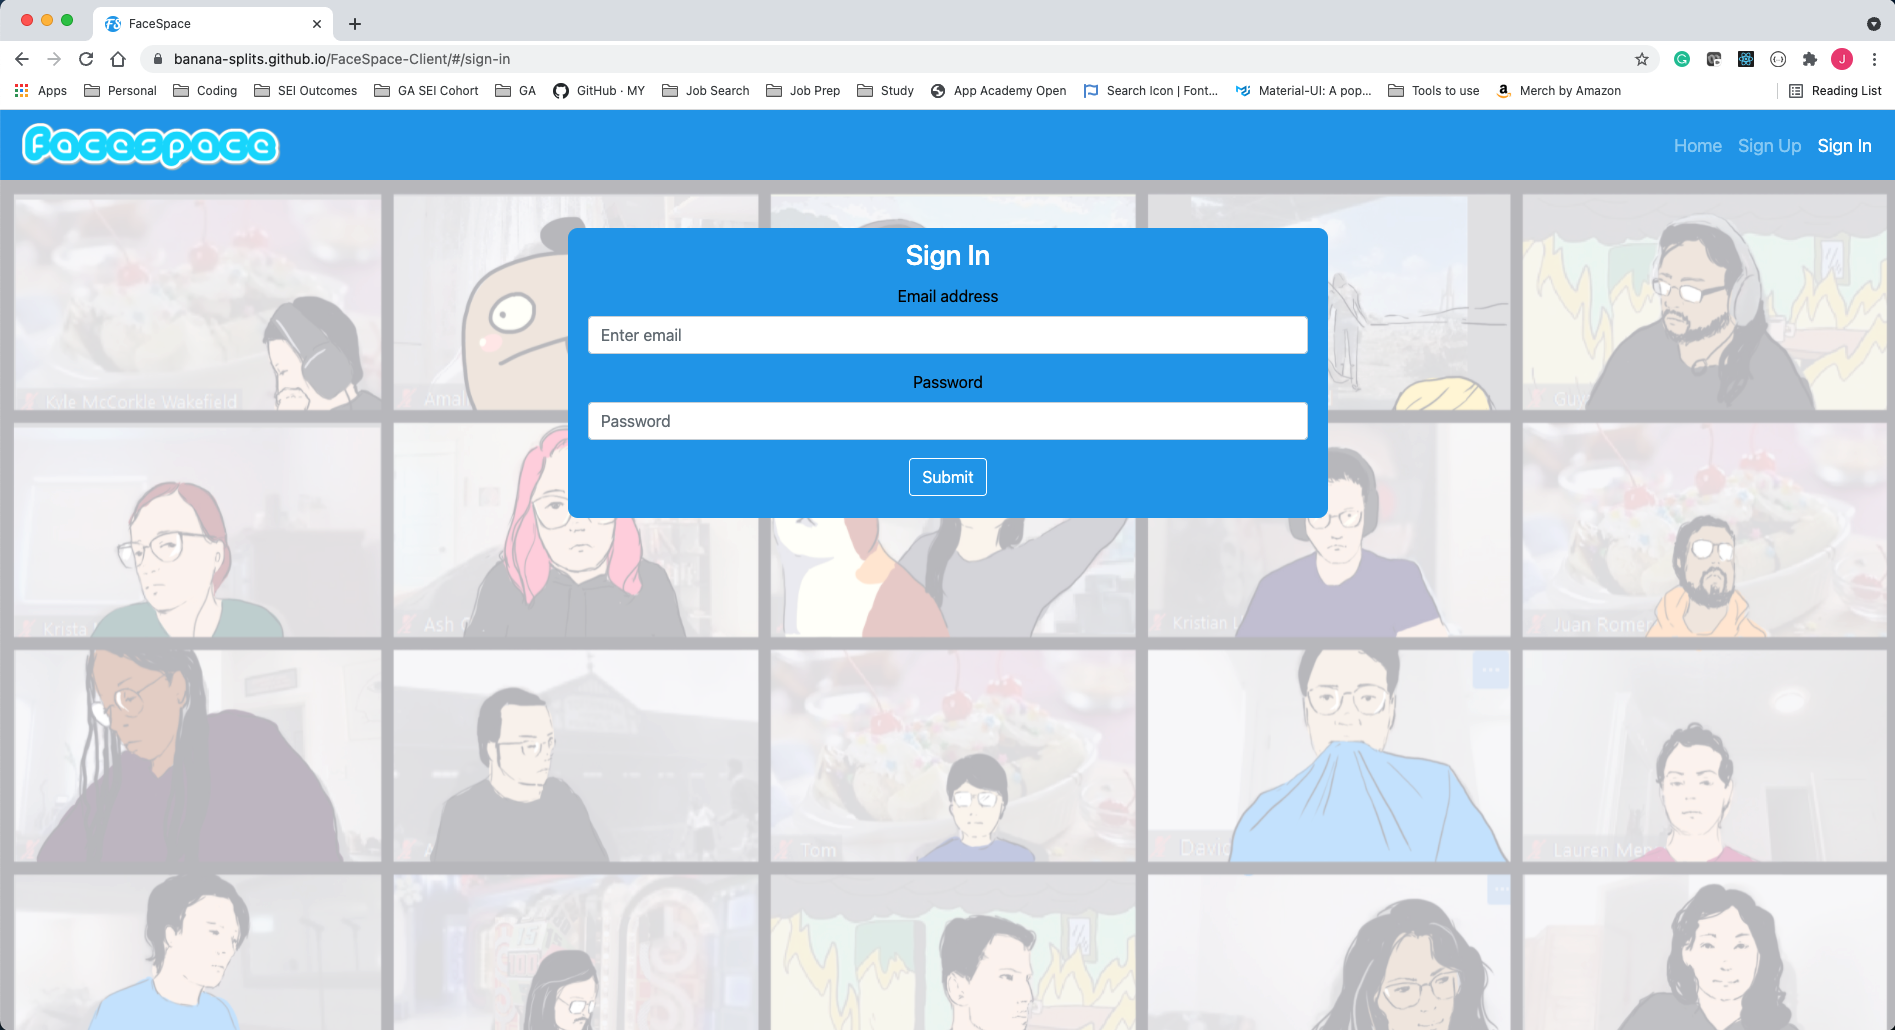 FaceSpace
banana-splits.github.io/FaceSpace-Client/#/sign-in
J
Apps Personal Coding SEI Outcomes GA SEI Cohort GA GitHub · MY Job Search Job Prep Study App Academy Open Search Icon | Font... Material-UI: A pop... Tools to use Merch by Amazon Reading List
facespace
Home Sign Up Sign In
Sign In
Email address
Enter email
Password
Password
Submit
Kyle McCorkle Wakefield
Krista
Ash
Kristian
Juan Romer
Tom
David
Lauren Mer